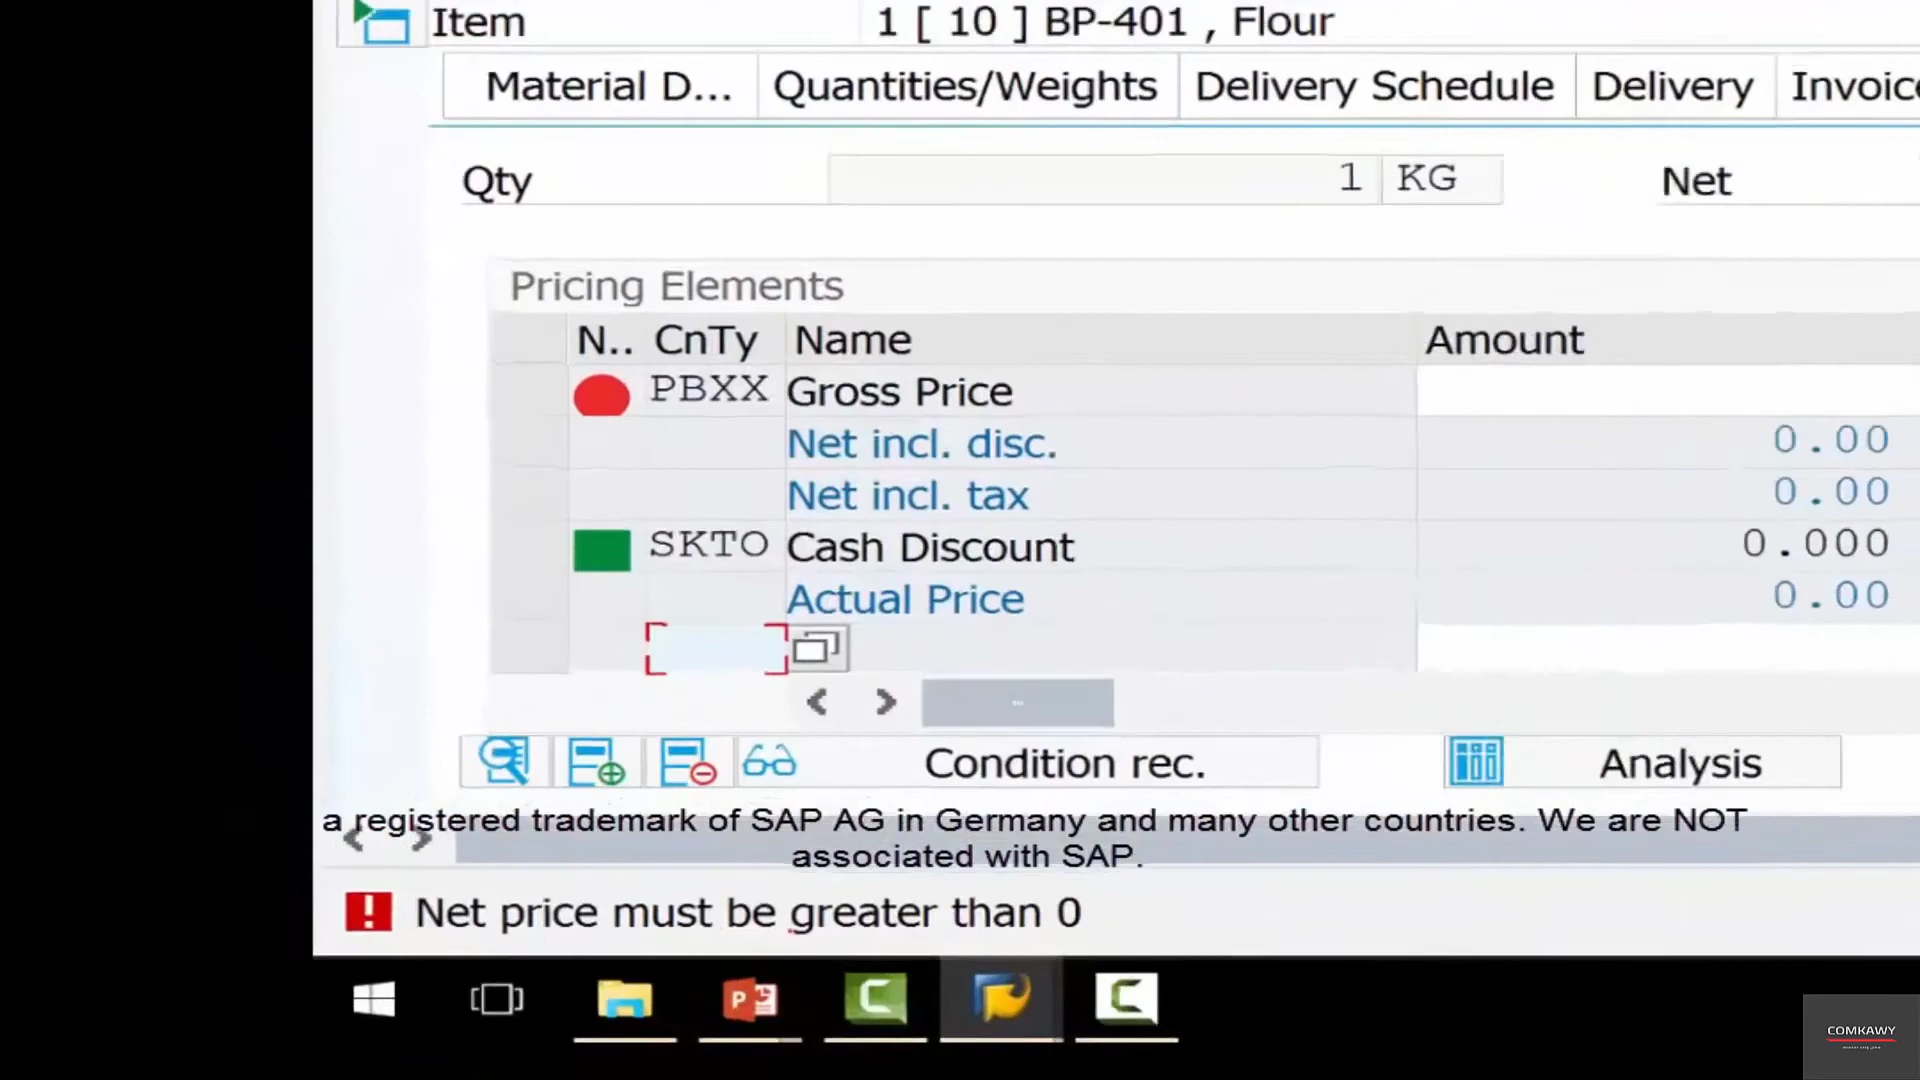 Item 1 [ 10 ] BP-401 , Flour
Material D... Quantities/Weights Delivery Schedule Delivery Invoice
Qty 1 KG Net
Pricing Elements
N.. CnTy Name Amount
PBXX Gross Price
Net incl. disc. 0.00
Net incl. tax 0.00
SKTO Cash Discount 0.000
Actual Price 0.00
Condition rec. Analysis
a registered trademark of SAP AG in Germany and many other countries. We are NOT
associated with SAP.
Net price must be greater than 0
COMKAWY